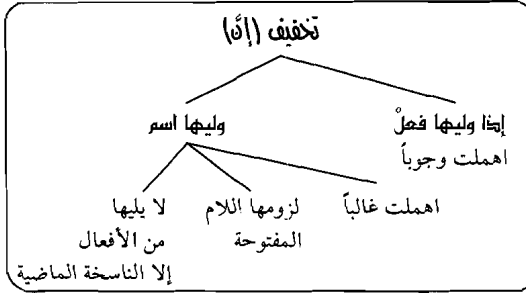 تخفيف (إنَّ)
إذا وليها فعلْ
اهملت وجوباً
وليها اسم
اهملت غالباً
لزومها اللام
المفتوحة
لا يليها
من الأفعال
إلا الناسخة الماضية